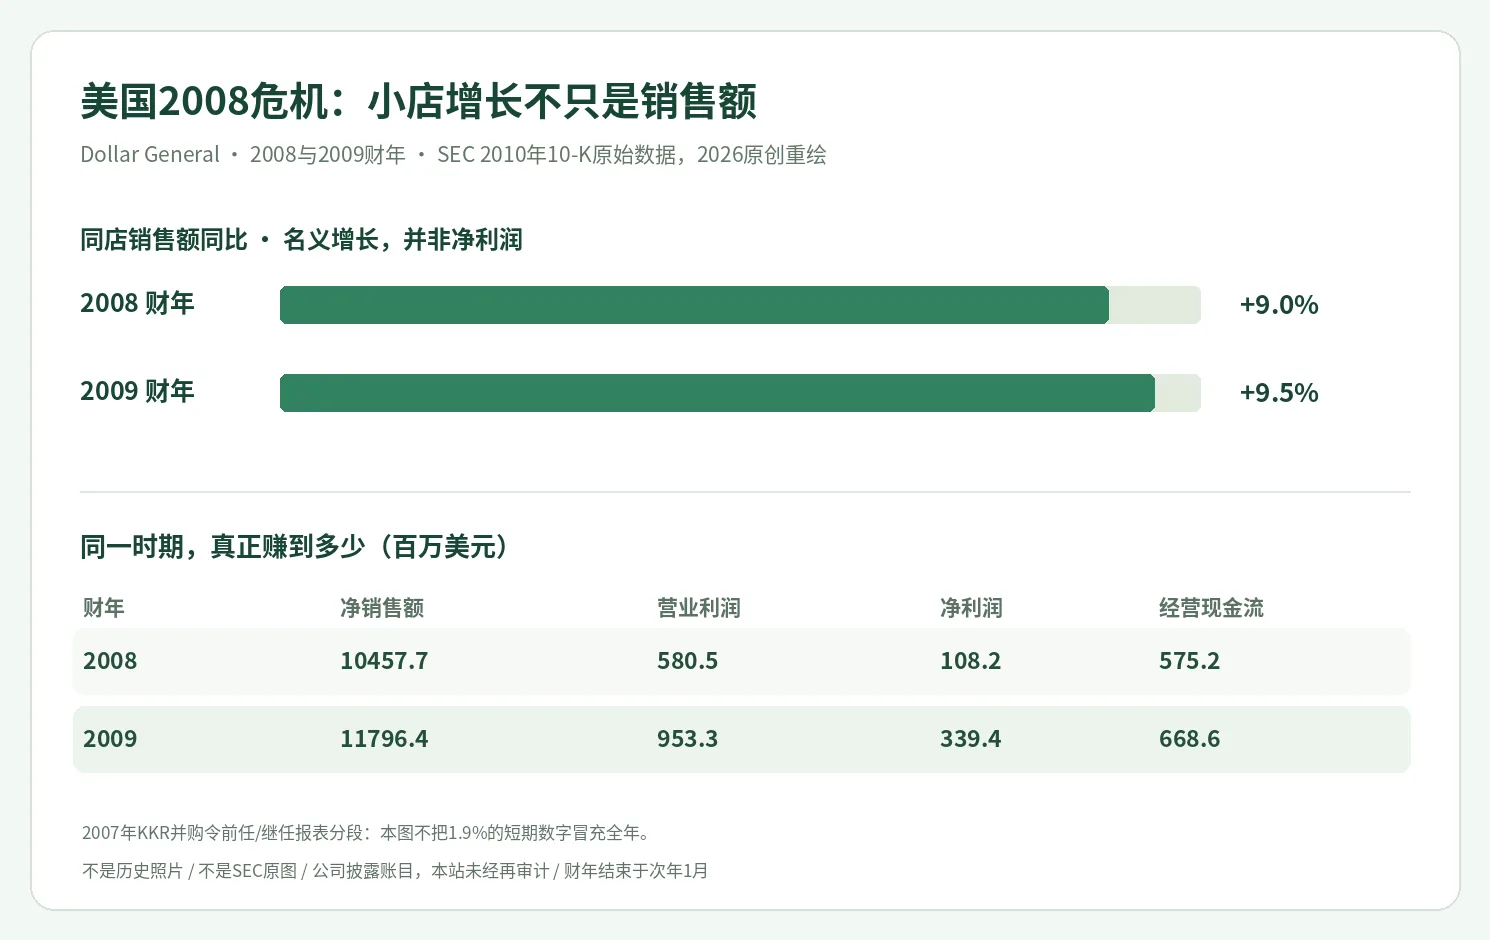 美国2008危机：小店增长不只是销售额
Dollar General · 2008与2009财年 · SEC 2010年10-K原始数据，2026原创重绘
同店销售额同比 · 名义增长，并非净利润
2008 财年 +9.0%
2009 财年 +9.5%
同一时期，真正赚到多少（百万美元）
财年 净销售额 营业利润 净利润 经营现金流
2008 10457.7 580.5 108.2 575.2
2009 11796.4 953.3 339.4 668.6
2007年KKR并购令前任/继任报表分段：本图不把1.9%的短期数字冒充全年。
不是历史照片 / 不是SEC原图 / 公司披露账目，本站未经再审计 / 财年结束于次年1月